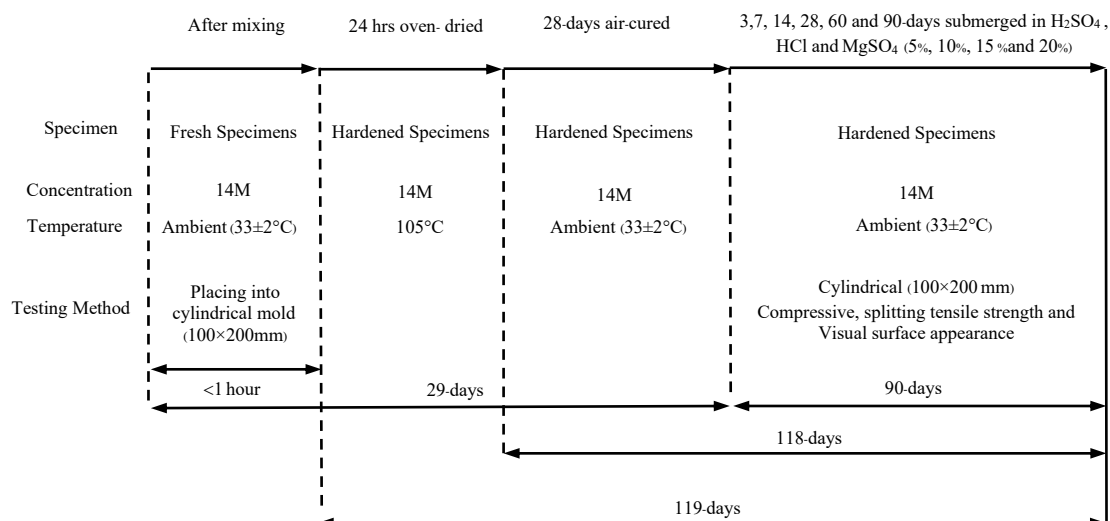 After mixing
24 hrs oven- dried
28-days air-cured
3,7, 14, 28, 60 and 90-days submerged in H₂SO₄ ,
HCl and MgSO₄ (5%, 10%, 15 %and 20%)
Specimen
Fresh Specimens
Hardened Specimens
Hardened Specimens
Hardened Specimens
Concentration
14M
14M
14M
14M
Temperature
Ambient (33±2°C)
105°C
Ambient (33±2°C)
Ambient (33±2°C)
Testing Method
Placing into
cylindrical mold
(100×200mm)
Cylindrical (100×200 mm)
Compressive, splitting tensile strength and
Visual surface appearance
<1 hour
29-days
90-days
118-days
119-days